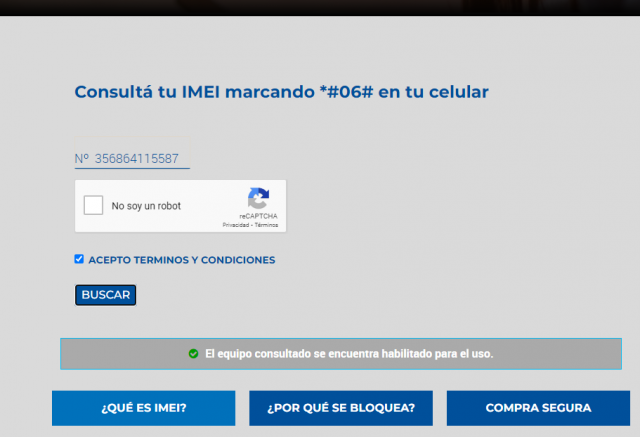 Consultá tu IMEI marcando *#06# en tu celular
Nº 356864115587
No soy un robot
reCAPTCHA
Privacidad - Términos
ACEPTO TERMINOS Y CONDICIONES
BUSCAR
El equipo consultado se encuentra habilitado para el uso.
¿QUÉ ES IMEI?
¿POR QUÉ SE BLOQUEA?
COMPRA SEGURA